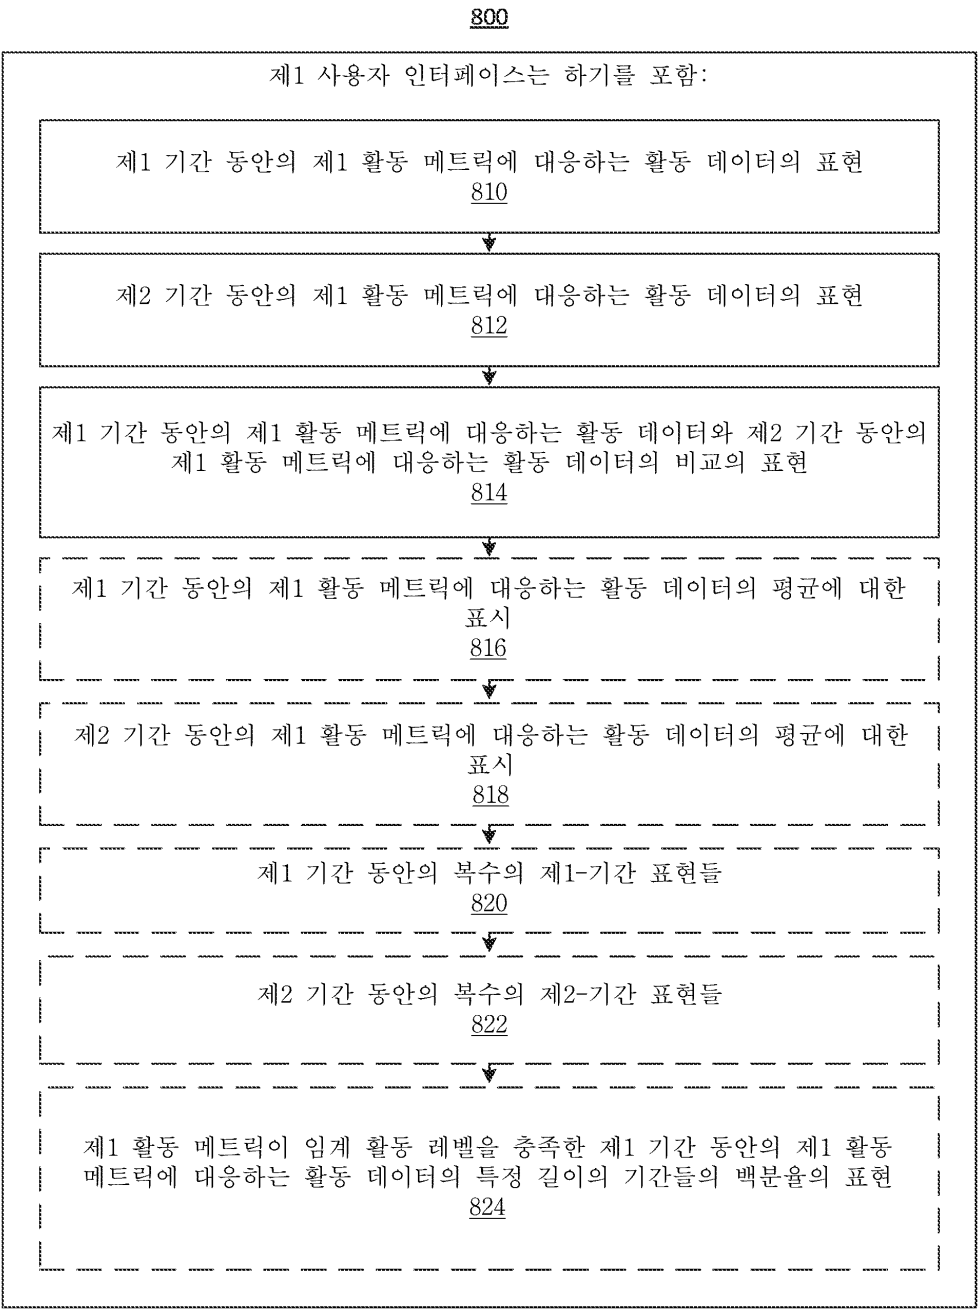 800
제1 사용자 인터페이스는 하기를 포함:
제1 기간 동안의 제1 활동 메트릭에 대응하는 활동 데이터의 표현
810
제2 기간 동안의 제1 활동 메트릭에 대응하는 활동 데이터의 표현
812
제1 기간 동안의 제1 활동 메트릭에 대응하는 활동 데이터와 제2 기간 동안의
제1 활동 메트릭에 대응하는 활동 데이터의 비교의 표현
814
제1 기간 동안의 제1 활동 메트릭에 대응하는 활동 데이터의 평균에 대한
표시
816
제2 기간 동안의 제1 활동 메트릭에 대응하는 활동 데이터의 평균에 대한
표시
818
제1 기간 동안의 복수의 제1-기간 표현들
820
제2 기간 동안의 복수의 제2-기간 표현들
822
제1 활동 메트릭이 임계 활동 레벨을 충족한 제1 기간 동안의 제1 활동
메트릭에 대응하는 활동 데이터의 특정 길이의 기간들의 백분율의 표현
824